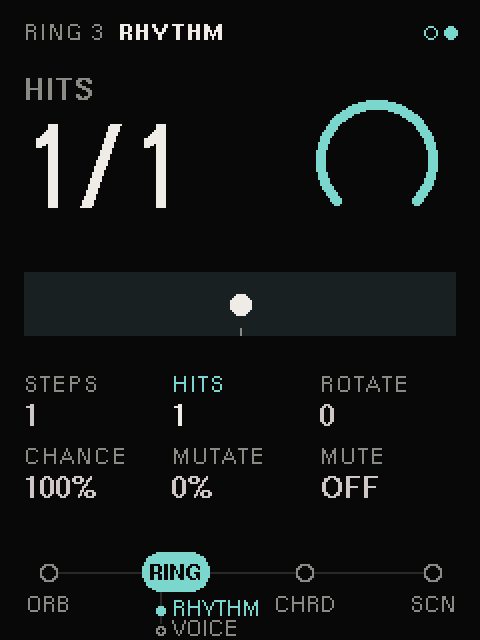 RING 3 RHYTHM
HITS
1/1
STEPS HITS ROTATE
1 1 0
CHANCE MUTATE MUTE
100% 0% OFF
RING
ORB RHYTHM CHRD SCN
VOICE